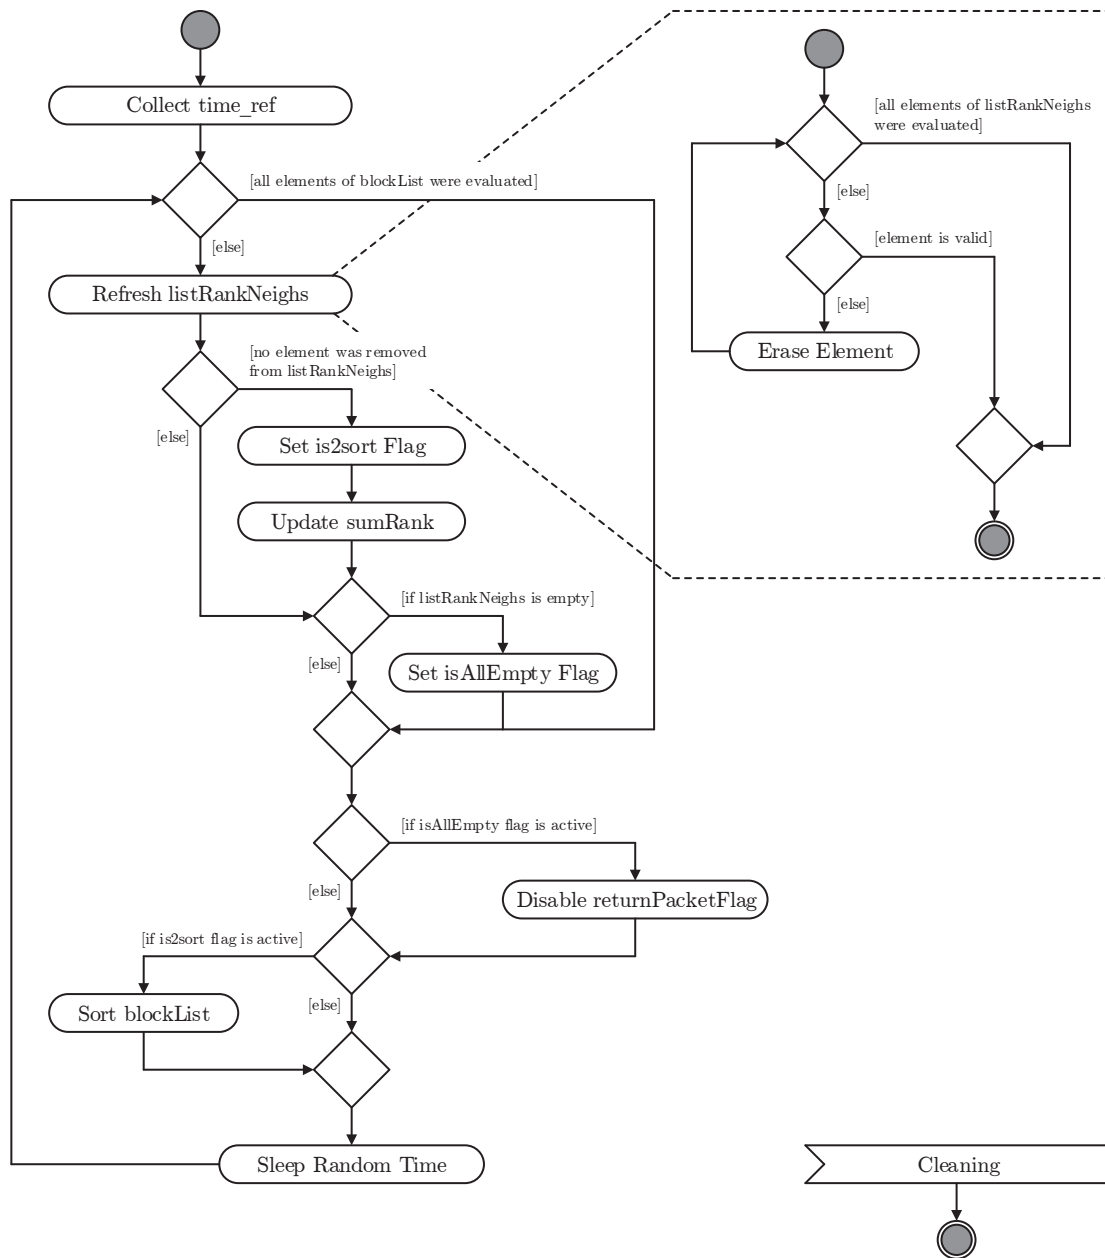 Collect time_ref
[all elements of blockList were evaluated]
[else]
Refresh listRankNeighs
[no element was removed
from listRankNeighs]
[else]
Set is2sort Flag
Update sumRank
[if listRankNeighs is empty]
[else]
Set isAllEmpty Flag
[if isAllEmpty flag is active]
[else]
Disable returnPacketFlag
[if is2sort flag is active]
[else]
Sort blockList
Sleep Random Time
[all elements of listRankNeighs
were evaluated]
[else]
[element is valid]
[else]
Erase Element
Cleaning